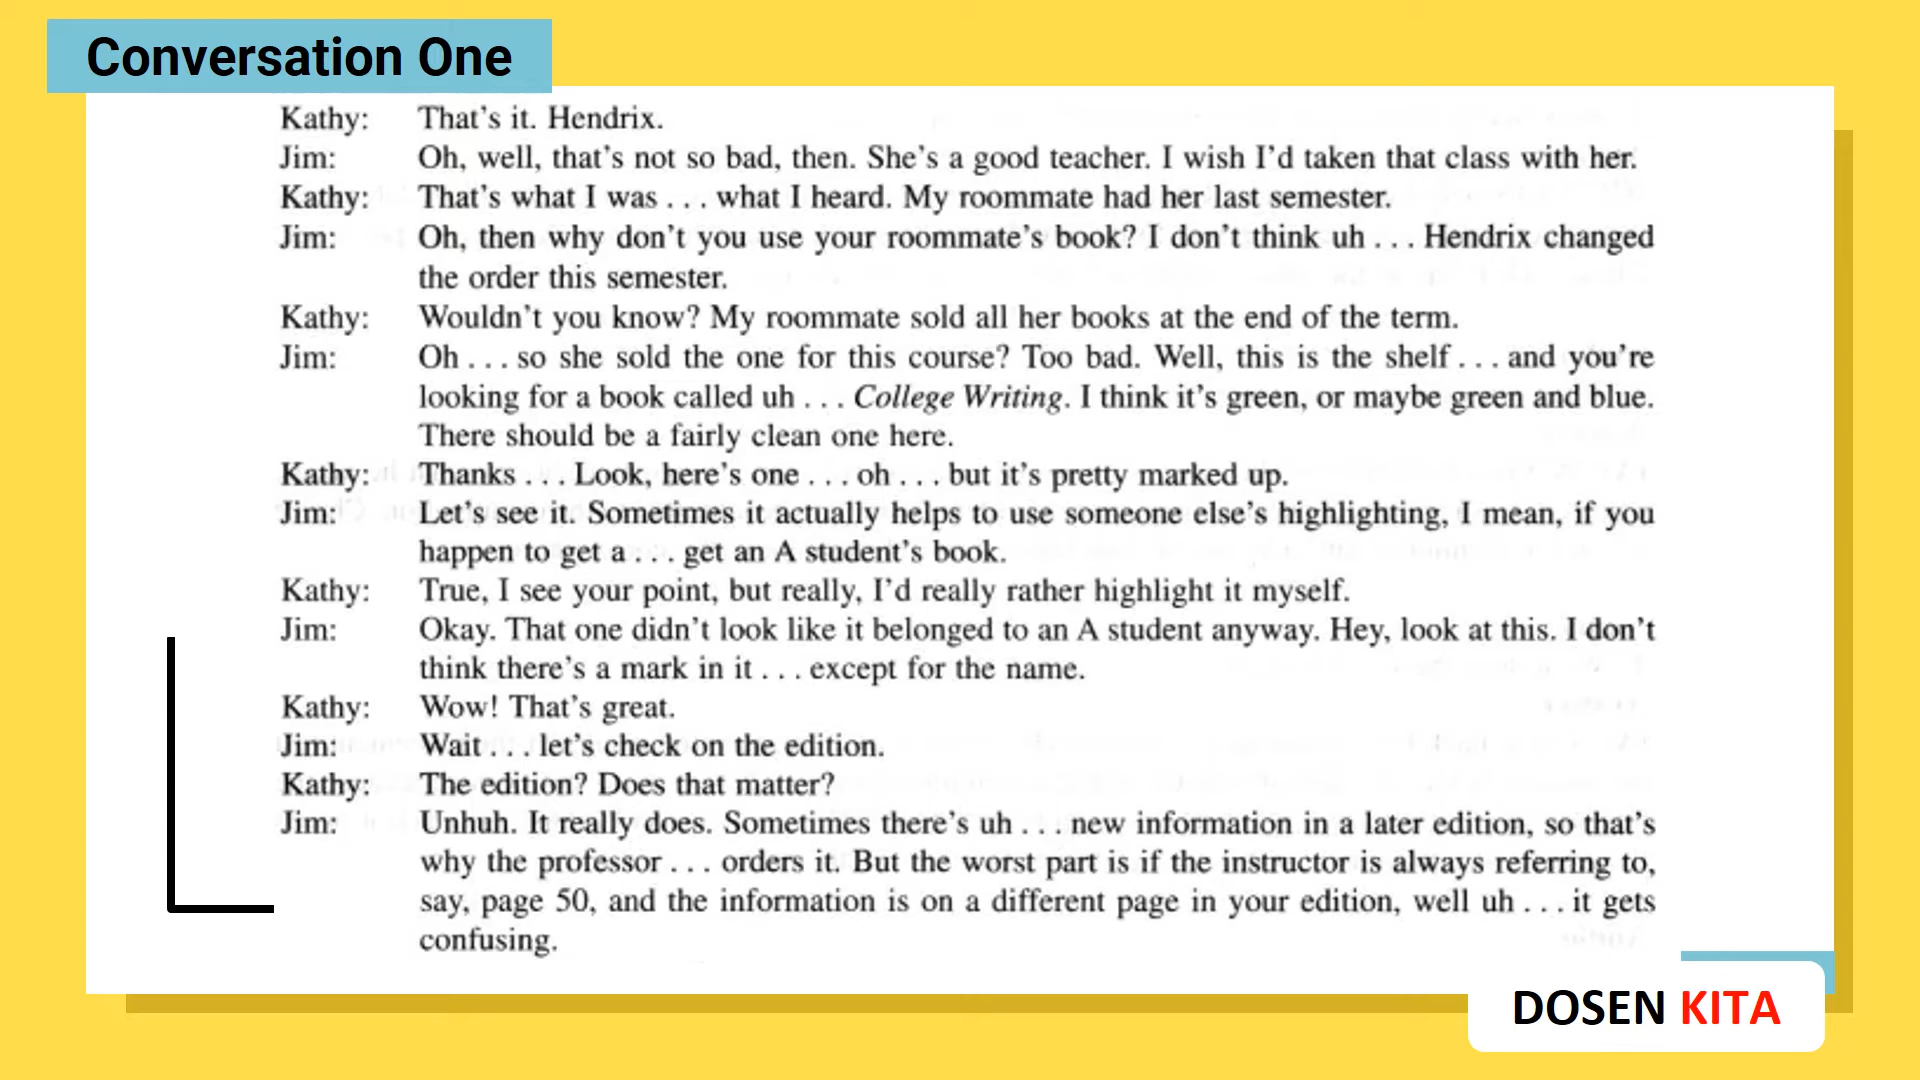 Conversation One
Kathy: That's it. Hendrix.
Jim: Oh, well, that's not so bad, then. She's a good teacher. I wish I'd taken that class with her.
Kathy: That's what I was . . . what I heard. My roommate had her last semester.
Jim: Oh, then why don't you use your roommate's book? I don't think uh . . . Hendrix changed
the order this semester.
Kathy: Wouldn't you know? My roommate sold all her books at the end of the term.
Jim: Oh . . . so she sold the one for this course? Too bad. Well, this is the shelf . . . and you're
looking for a book called uh . . . College Writing. I think it's green, or maybe green and blue.
There should be a fairly clean one here.
Kathy: Thanks . . . Look, here's one . . . oh . . . but it's pretty marked up.
Jim: Let's see it. Sometimes it actually helps to use someone else's highlighting, I mean, if you
happen to get a . . . get an A student's book.
Kathy: True, I see your point, but really, I'd really rather highlight it myself.
Jim: Okay. That one didn't look like it belonged to an A student anyway. Hey, look at this. I don't
think there's a mark in it . . . except for the name.
Kathy: Wow! That's great.
Jim: Wait . . . let's check on the edition.
Kathy: The edition? Does that matter?
Jim: Unhuh. It really does. Sometimes there's uh . . . new information in a later edition, so that's
why the professor . . . orders it. But the worst part is if the instructor is always referring to,
say, page 50, and the information is on a different page in your edition, well uh . . . it gets
confusing.
DOSEN KITA